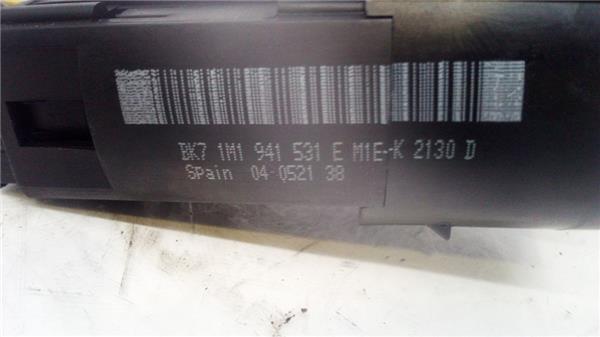 BK7 1M1 941 531 E M1E-K 2130 D
Spain 04 0521 38